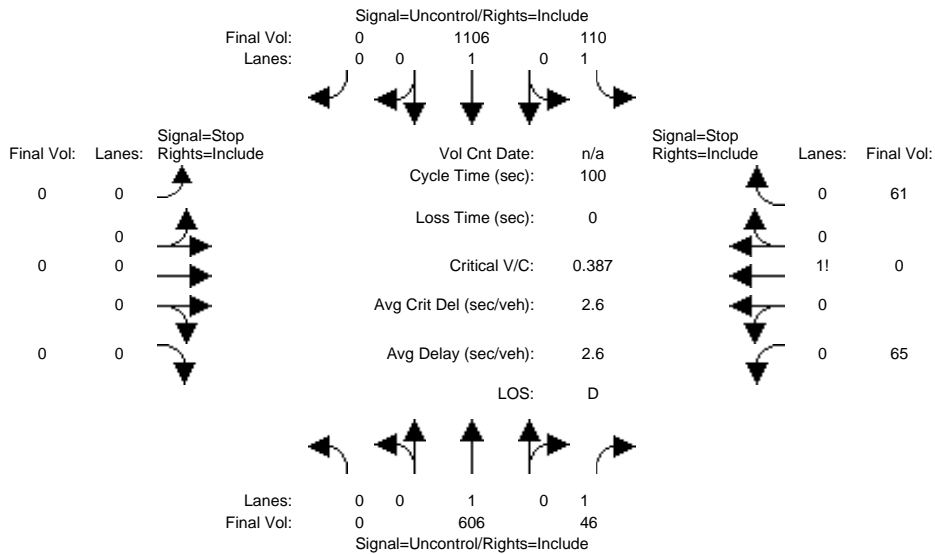 Signal=Uncontrol/Rights=Include
Final Vol: 0 1106 110
Lanes: 0 0 1 0 1
Signal=Stop
Final Vol: Lanes: Rights=Include
Vol Cnt Date: n/a
Signal=Stop
Rights=Include Lanes: Final Vol:
Cycle Time (sec): 100
0 0
0 61
Loss Time (sec): 0
0
0
0 0
Critical V/C: 0.387
1! 0
0
Avg Crit Del (sec/veh): 2.6
0
0 0
Avg Delay (sec/veh): 2.6
0 65
LOS: D
Lanes: 0 0 1 0 1
Final Vol: 0 606 46
Signal=Uncontrol/Rights=Include